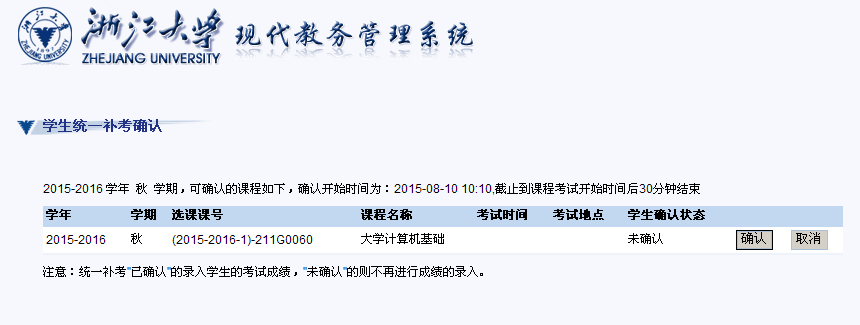 浙江大学 现代教务管理系统
ZHEJIANG UNIVERSITY
学生统一补考确认
2015-2016 学年 秋 学期，可确认的课程如下，确认开始时间为：2015-08-10 10:10,截止到课程考试开始时间后30分钟结束
学年 学期 选课课号 课程名称 考试时间 考试地点 学生确认状态
2015-2016 秋 (2015-2016-1)-211G0060 大学计算机基础 未确认 确认 取消
注意：统一补考"已确认"的录入学生的考试成绩，"未确认"的则不再进行成绩的录入。